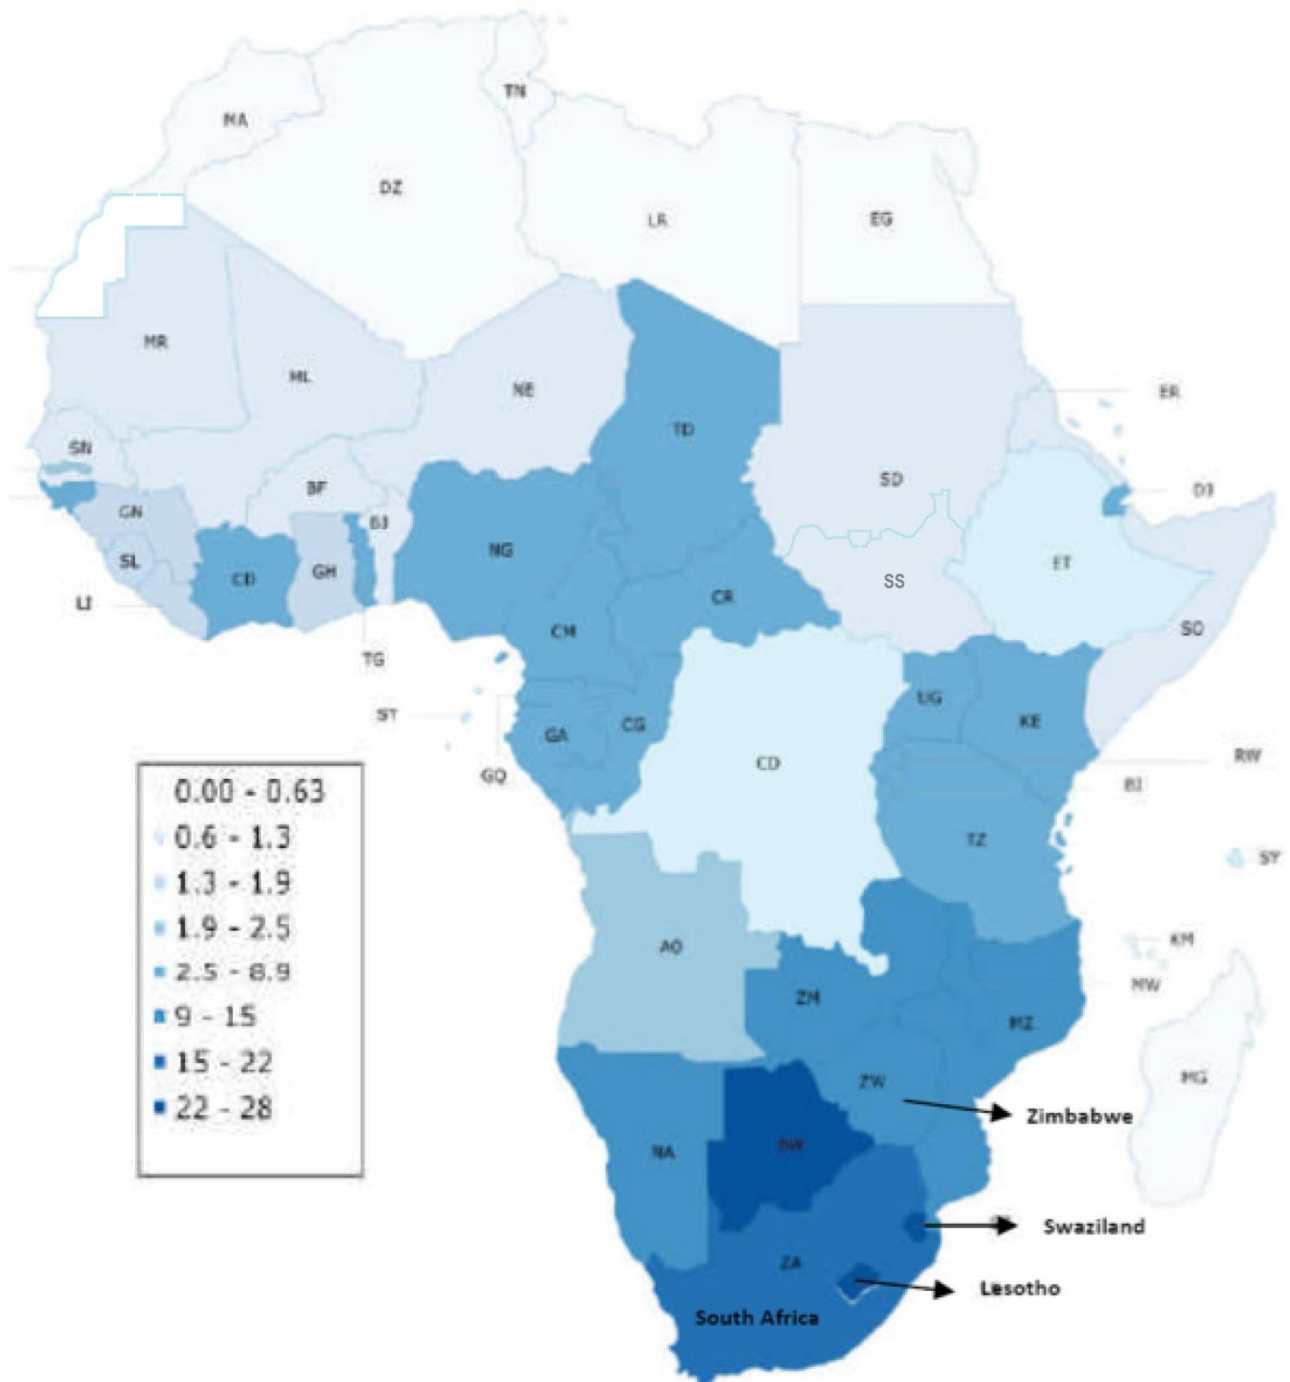 TN
MA
DZ
LR
EG
MR
ML
NE
TD
ER
SN
SD
BF
DJ
GN
BJ
NG
SL
CD
GH
ET
SS
CR
LI
CM
SO
TG
UG
ST
CG
KE
GA
RW
CD
GQ
BI
0.00 - 0.63
0.6 - 1.3
TZ
SY
1.3 - 1.9
1.9 - 2.5
AO
KM
2.5 - 8.9
MW
ZM
9 - 15
MZ
15 - 22
MG
ZW
22 - 28
Zimbabwe
BW
NA
Swaziland
ZA
Lesotho
South Africa